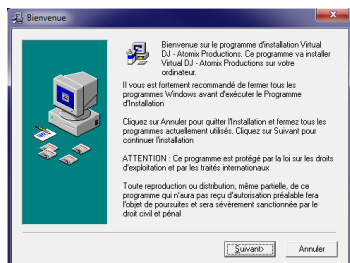 Bienvenue
Bienvenue sur le programme d'installation Virtual
DJ - Atomix Productions. Ce programme va installer
Virtual DJ - Atomix Productions sur votre
ordinateur.
Il vous est fortement recommandé de fermer tous les
programmes Windows avant d'exécuter le Programme
d'Installation
Cliquez sur Annuler pour quitter l'Installation et fermez tous les
programmes actuellement utilisés. Cliquez sur Suivant pour
continuer l'installation
ATTENTION : Ce programme est protégé par la loi sur les droits
d'exploitation et par les traités internationaux
Toute reproduction ou distribution, même partielle, de ce
programme qui n'aura pas reçu d'autorisation préalable fera
l'objet de poursuites et sera sévèrement sanctionnée par le
droit civil et pénal
Suivant>
Annuler